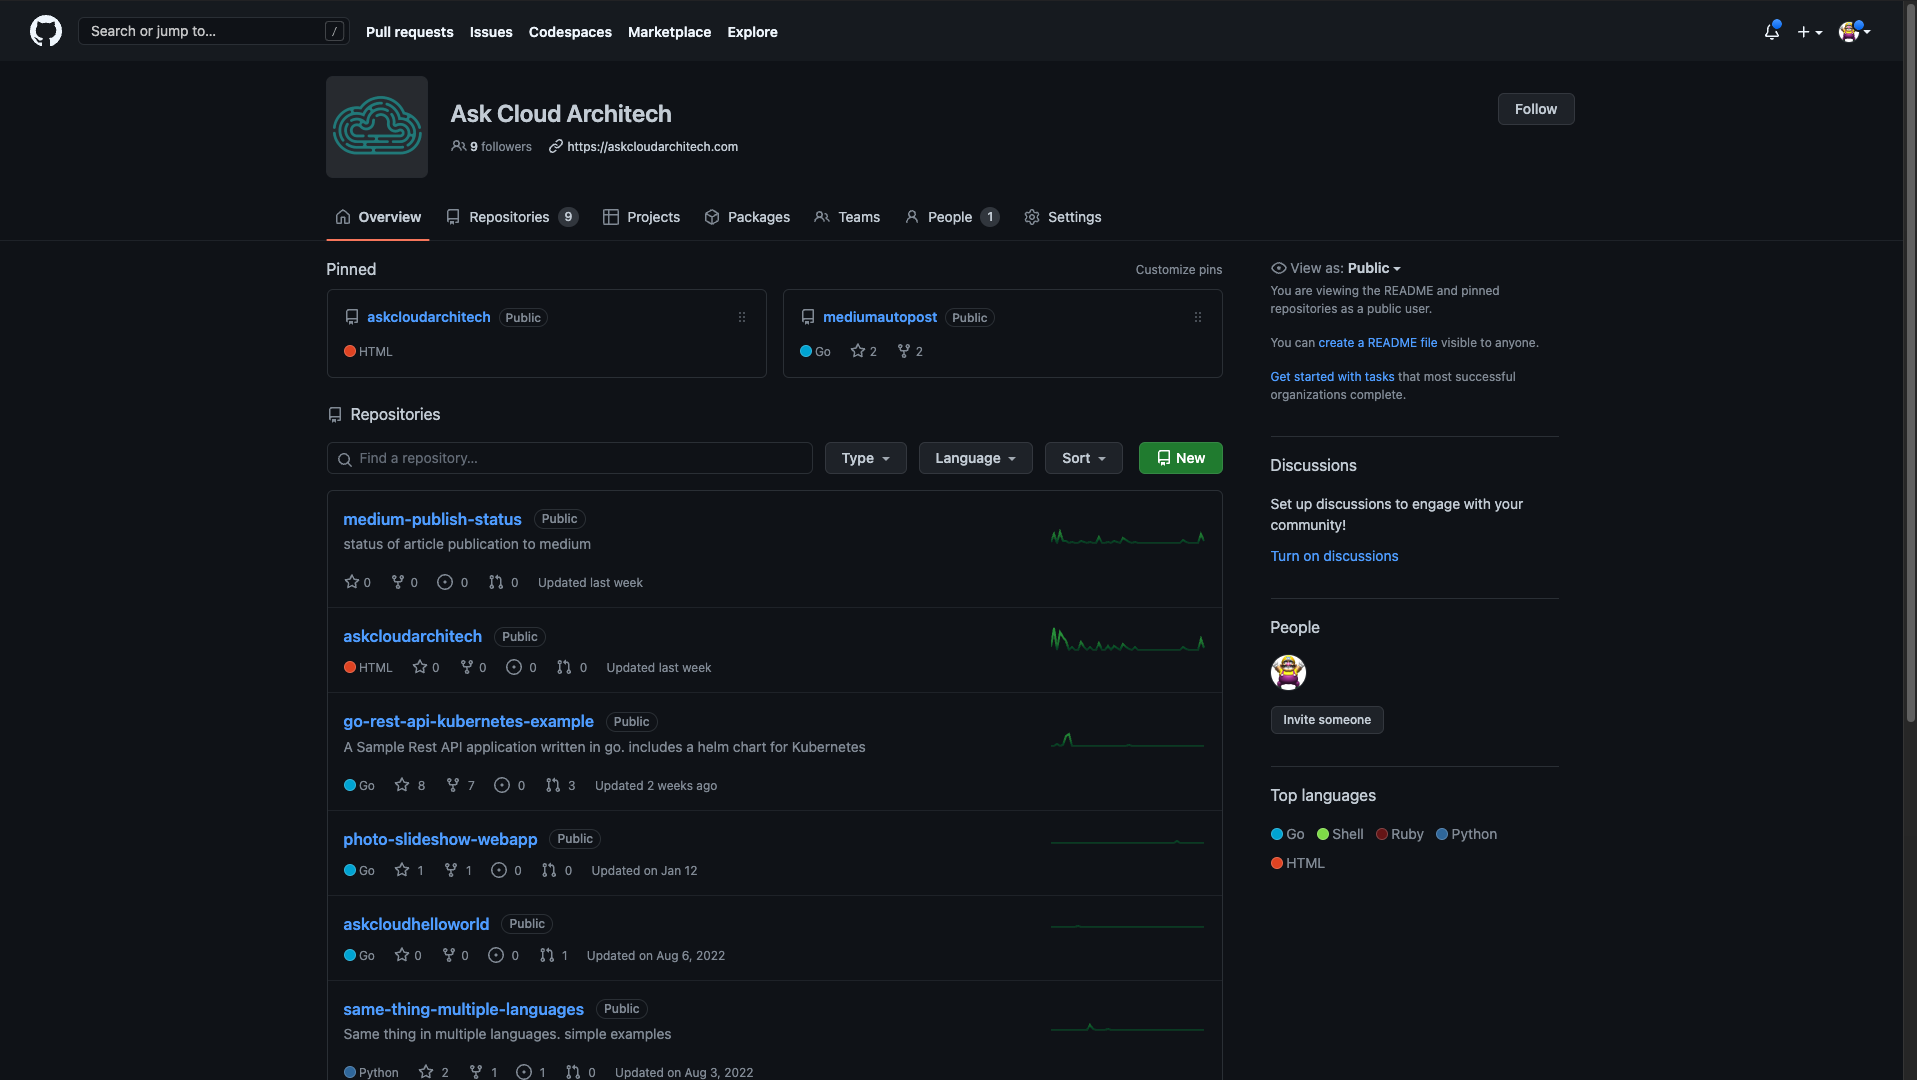 Search or jump to... /
Pull requests Issues Codespaces Marketplace Explore
Ask Cloud Architech
9 followers https://askcloudarchitech.com
Follow
Overview Repositories 9 Projects Packages Teams People 1 Settings
Pinned
Customize pins
askcloudarchitech Public
HTML
mediumautopost Public
Go 2 2
Repositories
Find a repository... Type Language Sort New
medium-publish-status Public
status of article publication to medium
0 0 0 0 Updated last week
askcloudarchitech Public
HTML 0 0 0 0 Updated last week
go-rest-api-kubernetes-example Public
A Sample Rest API application written in go. includes a helm chart for Kubernetes
Go 8 7 0 3 Updated 2 weeks ago
photo-slideshow-webapp Public
Go 1 1 0 0 Updated on Jan 12
askcloudhelloworld Public
Go 0 0 0 1 Updated on Aug 6, 2022
same-thing-multiple-languages Public
Same thing in multiple languages. simple examples
Python 2 1 1 0 Updated on Aug 3, 2022
View as: Public
You are viewing the README and pinned
repositories as a public user.
You can create a README file visible to anyone.
Get started with tasks that most successful
organizations complete.
Discussions
Set up discussions to engage with your
community!
Turn on discussions
People
Invite someone
Top languages
Go Shell Ruby Python
HTML